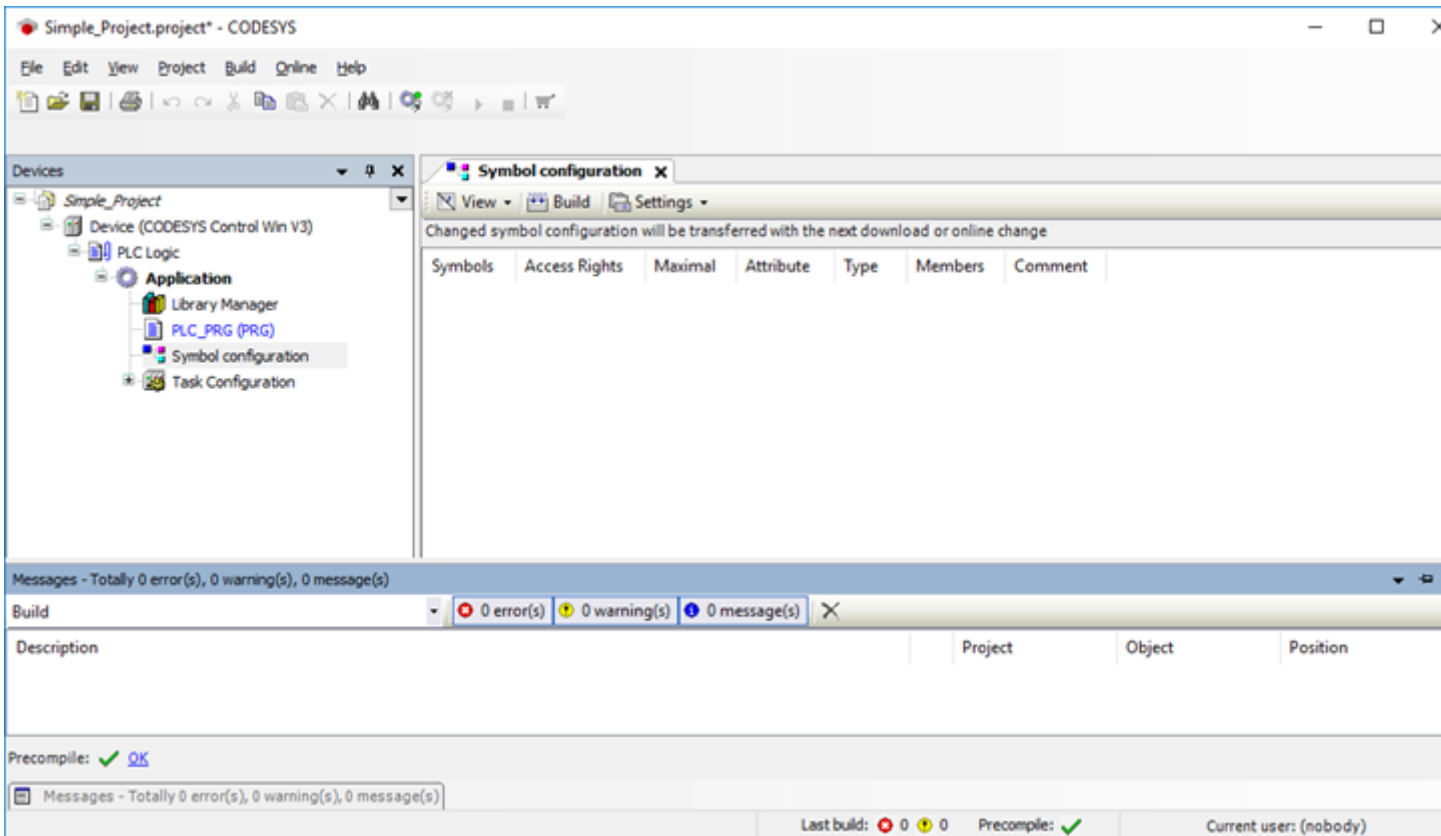 Simple_Project.project* - CODESYS
File Edit View Project Build Online Help
Devices
Simple_Project
Device (CODESYS Control Win V3)
PLC Logic
Application
Library Manager
PLC_PRG (PRG)
Symbol configuration
Task Configuration
Symbol configuration
View Build Settings
Changed symbol configuration will be transferred with the next download or online change
Symbols Access Rights Maximal Attribute Type Members Comment
Messages - Totally 0 error(s), 0 warning(s), 0 message(s)
Build 0 error(s) 0 warning(s) 0 message(s)
Description Project Object Position
Precompile: OK
Messages - Totally 0 error(s), 0 warning(s), 0 message(s)
Last build: 0 0 Precompile: Current user: (nobody)